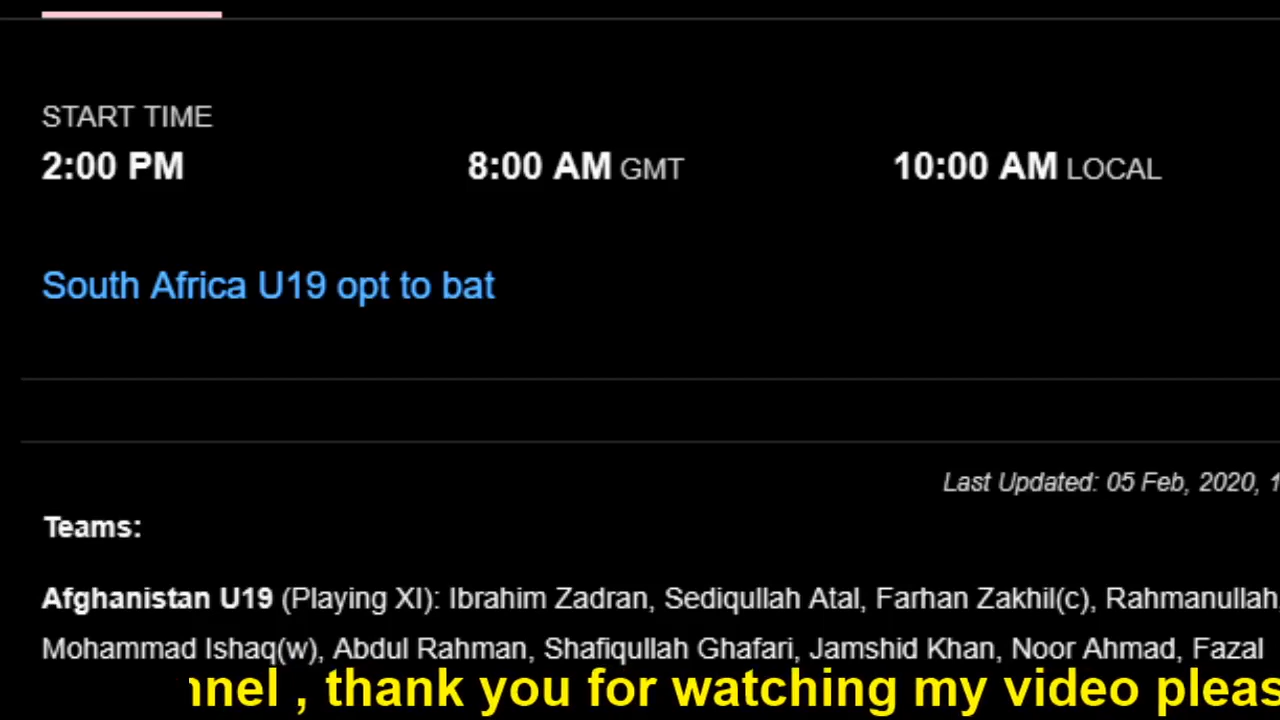 START TIME
2:00 PM 8:00 AM GMT 10:00 AM LOCAL
South Africa U19 opt to bat
Last Updated: 05 Feb, 2020,
Teams:
Afghanistan U19 (Playing XI): Ibrahim Zadran, Sediqullah Atal, Farhan Zakhil(c), Rahmanullah
Mohammad Ishaq(w), Abdul Rahman, Shafiqullah Ghafari, Jamshid Khan, Noor Ahmad, Fazal
, thank you for watching my video